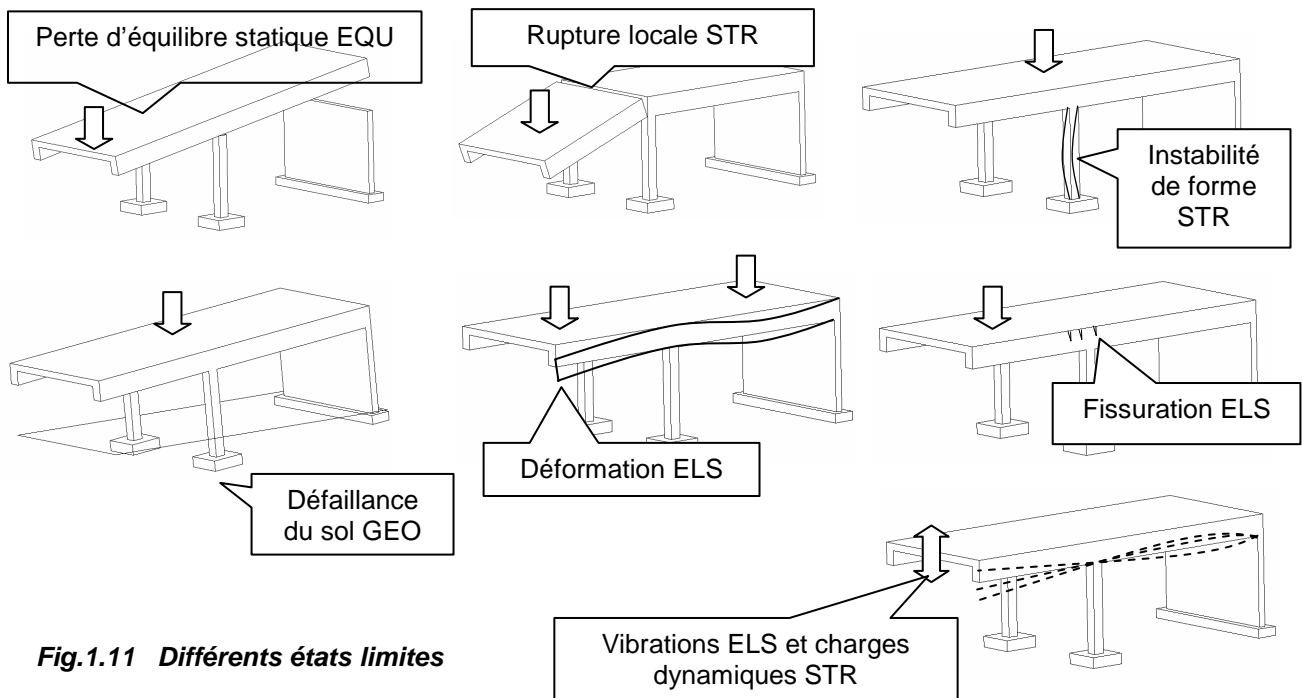 Perte d'équilibre statique EQU
Rupture locale STR
Instabilité
de forme
STR
Défaillance
du sol GEO
Déformation ELS
Fissuration ELS
Vibrations ELS et charges
dynamiques STR
Fig.1.11 Différents états limites